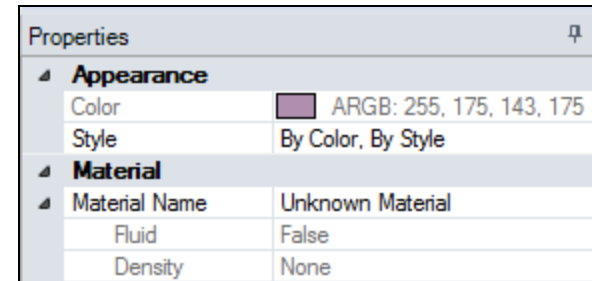 Properties
Appearance
Color ARGB: 255, 175, 143, 175
Style By Color, By Style
Material
Material Name Unknown Material
Fluid False
Density None